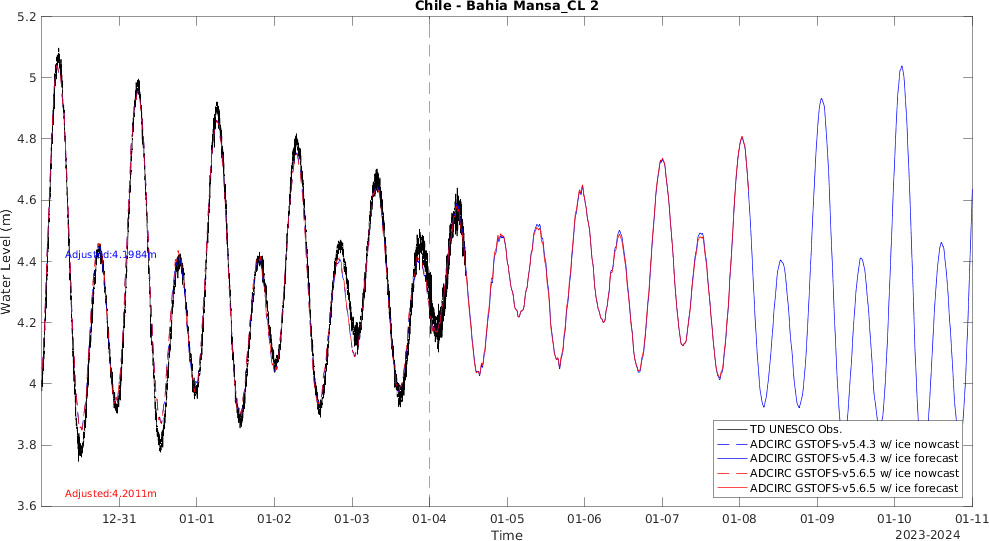 Chile - Bahia Mansa_CL 2
5.2
5
4.8
4.6
4.4
4.2
4
3.8
3.6
Water Level (m)
Adjusted:4.1984m
Adjusted:4.2011m
TD UNESCO Obs.
ADCIRC GSTOFS-v5.4.3 w/ ice nowcast
ADCIRC GSTOFS-v5.4.3 w/ ice forecast
ADCIRC GSTOFS-v5.6.5 w/ ice nowcast
ADCIRC GSTOFS-v5.6.5 w/ ice forecast
12-31 01-01 01-02 01-03 01-04 01-05 01-06 01-07 01-08 01-09 01-10 01-11
Time
2023-2024